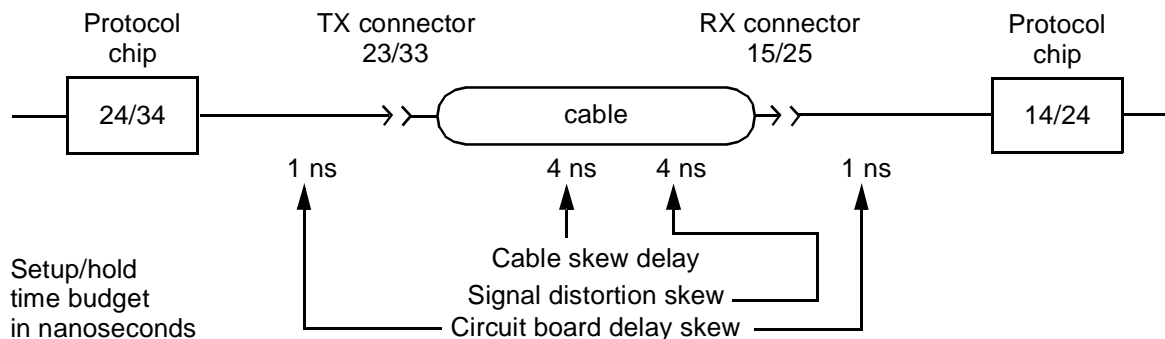 Protocol
chip
TX connector
23/33
RX connector
15/25
Protocol
chip
24/34
cable
14/24
1 ns
4 ns
4 ns
1 ns
Setup/hold
time budget
in nanoseconds
Cable skew delay
Signal distortion skew
Circuit board delay skew